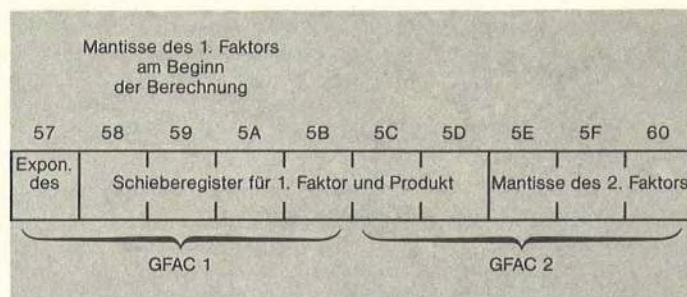 Mantisse des 1. Faktors
am Beginn
der Berechnung
57 58 59 5A 5B 5C 5D 5E 5F 60
Expon.
des
Schieberegister für 1. Faktor und Produkt
Mantisse des 2. Faktors
GFAC 1
GFAC 2